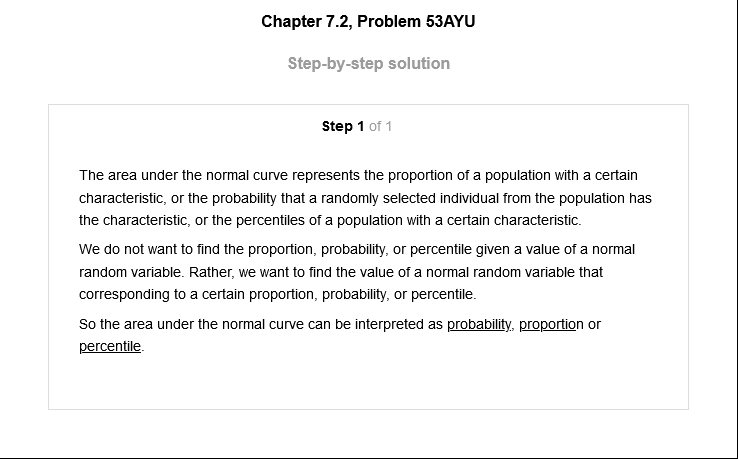 Chapter 7.2, Problem 53AYU
Step-by-step solution
Step 1 of 1
The area under the normal curve represents the proportion of a population with a certain
characteristic, or the probability that a randomly selected individual from the population has
the characteristic, or the percentiles of a population with a certain characteristic.
We do not want to find the proportion, probability, or percentile given a value of a normal
random variable. Rather, we want to find the value of a normal random variable that
corresponding to a certain proportion, probability, or percentile.
So the area under the normal curve can be interpreted as probability, proportion or
percentile.